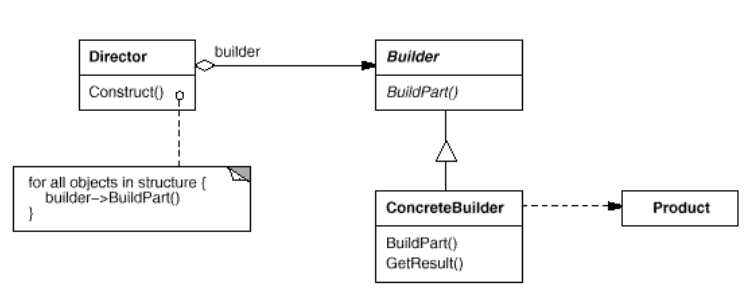 Director
builder
Builder
Construct()
BuildPart()
for all objects in structure {
builder->BuildPart()
}
ConcreteBuilder
Product
BuildPart()
GetResult()